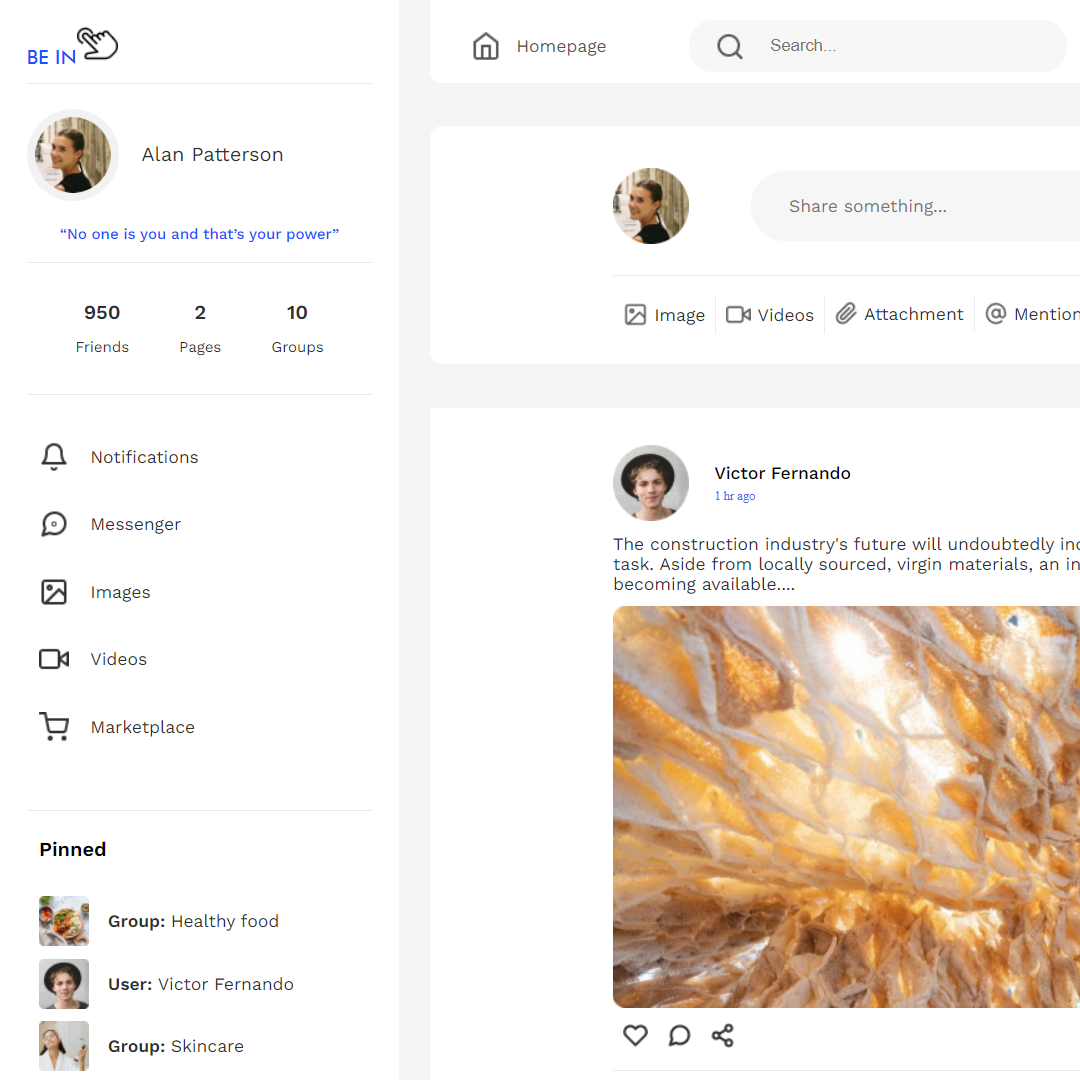 BE IN
Alan Patterson
“No one is you and that’s your power”
950
Friends
2
Pages
10
Groups
Notifications
Messenger
Images
Videos
Marketplace
Pinned
Group: Healthy food
User: Victor Fernando
Group: Skincare
Homepage
Search...
Share something...
Image
Videos
Attachment
Mention
Victor Fernando
1 hr ago
The construction industry's future will undoubtedly
task. Aside from locally sourced, virgin materials, an
becoming available....